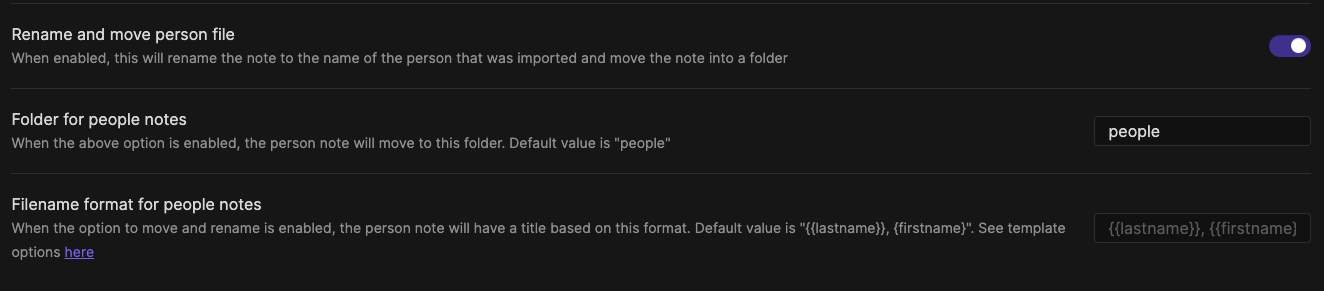 Rename and move person file
When enabled, this will rename the note to the name of the person that was imported and move the note into a folder
Folder for people notes
When the above option is enabled, the person note will move to this folder. Default value is "people"
people
Filename format for people notes
When the option to move and rename is enabled, the person note will have a title based on this format. Default value is "{{lastname}}, {firstname}". See template
options here
{{lastname}}, {{firstname}